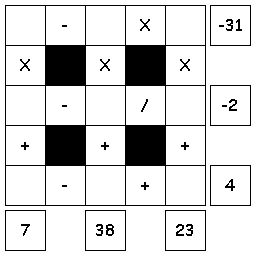 - X -31
X X X
- / -2
+ + +
- + 4
7 38 23